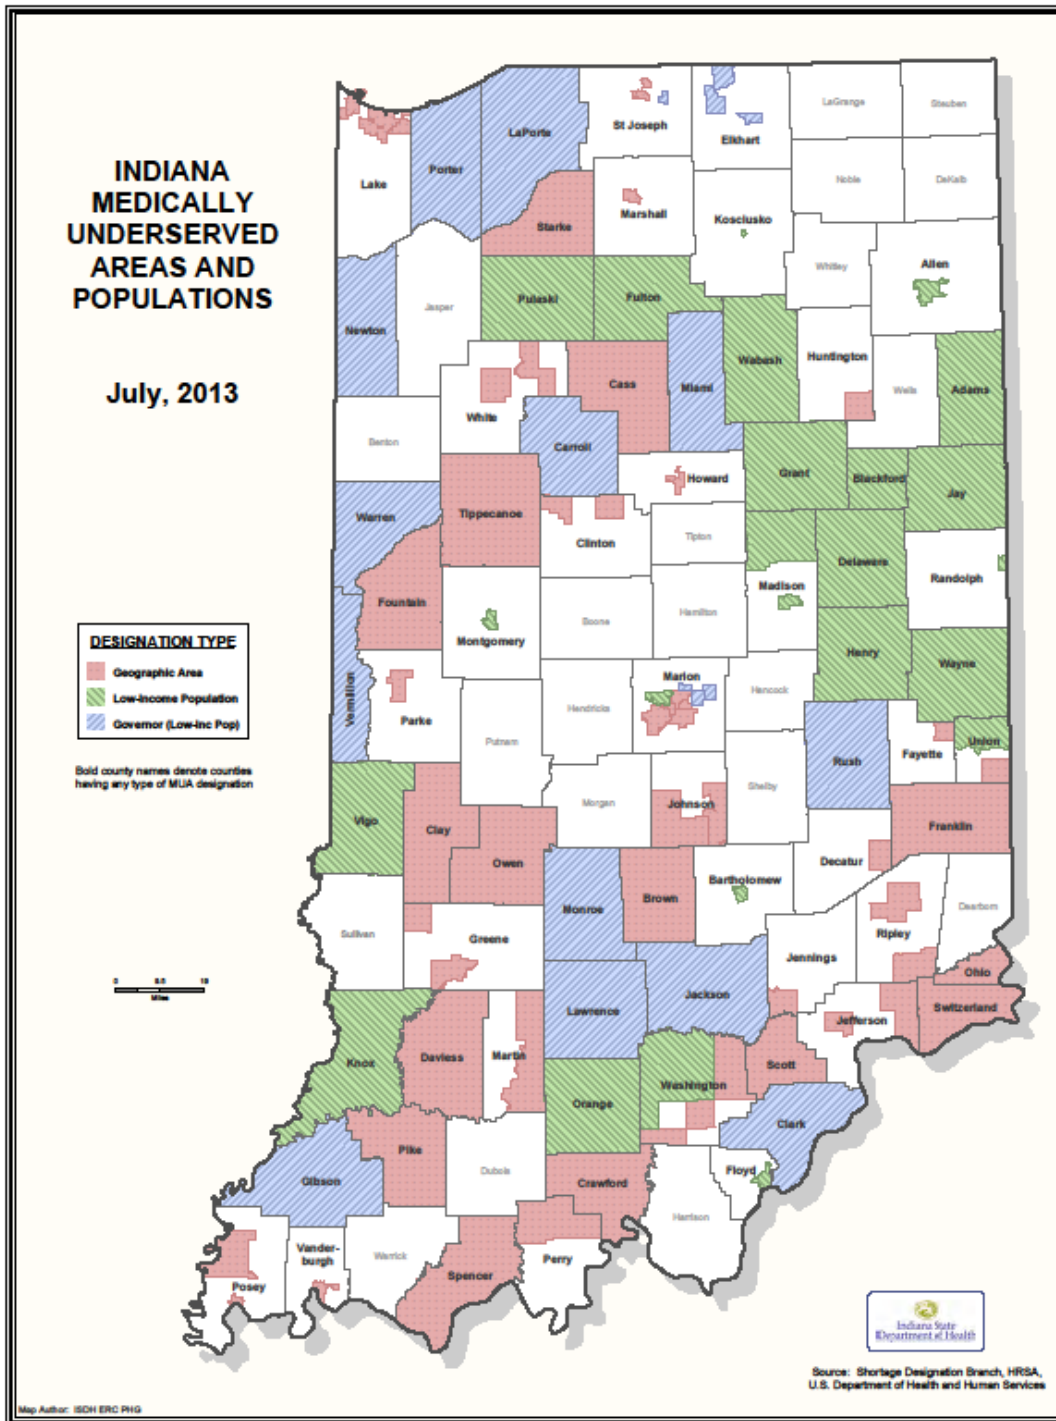 INDIANA
MEDICALLY
UNDERSERVED
AREAS AND
POPULATIONS
July, 2013
LaGrange
Steuben
St Joseph
LaPorte
Elkhart
Porter
Lake
Noble
DeKalb
Marshall
Kosciusko
Starke
Whitley
Allen
Jasper
Pulaski
Fulton
Newton
Wabash
Huntington
Cass
Miami
Wells
Adams
White
Benton
Carroll
Grant
Blackford
Howard
Jay
Warren
Tippecanoe
Clinton
Tipton
Delaware
Randolph
Madison
Fountain
Montgomery
Boone
Hamilton
Henry
Wayne
DESIGNATION TYPE
Geographic Area
Low-Income Population
Governor (Low-Inc Pop)
Bold county names denote counties
having any type of MUA designation
Vermillion
Parke
Marion
Hancock
Hendricks
Putnam
Rush
Fayette
Union
Vigo
Clay
Morgan
Johnson
Shelby
Franklin
Owen
Decatur
Bartholomew
Monroe
Brown
Sullivan
Greene
Ripley
Dearborn
Jennings
Ohio
Jackson
Lawrence
Switzerland
Jefferson
0
9.5
19
Miles
Knox
Daviess
Martin
Scott
Washington
Orange
Clark
Pike
Dubois
Floyd
Gibson
Crawford
Harrison
Vander-
burgh
Warrick
Perry
Posey
Spencer
Indiana State
Department of Health
Source: Shortage Designation Branch, HRSA,
U.S. Department of Health and Human Services
Map Author: ISDH ERC PHG